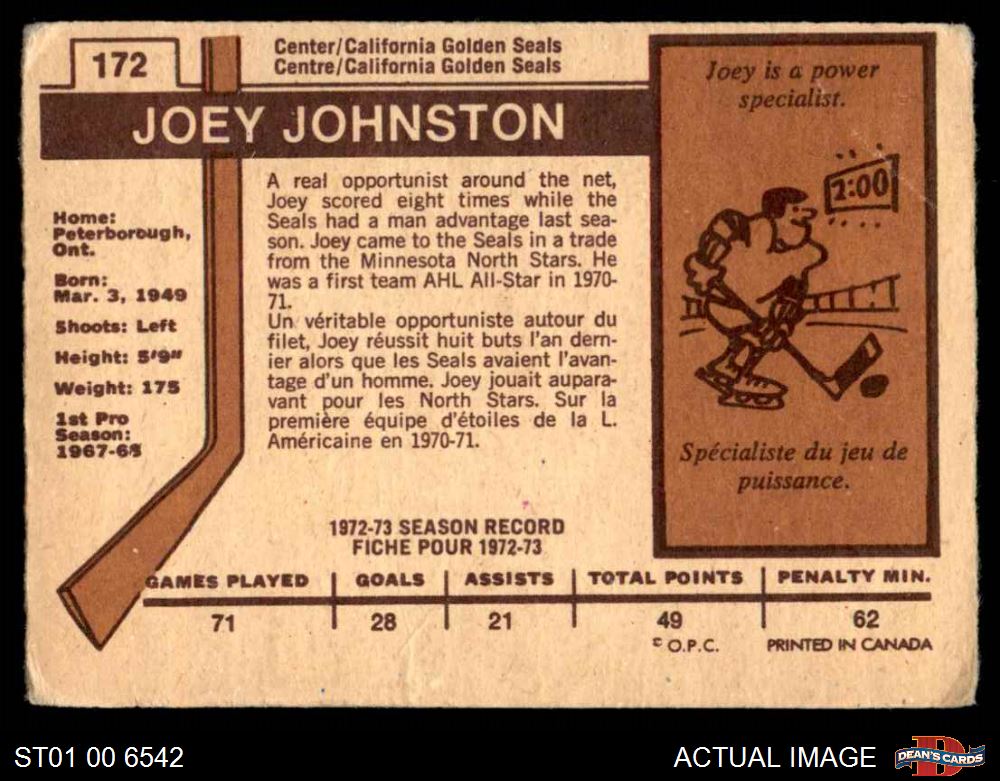 172
Center/California Golden Seals
Centre/California Golden Seals
JOEY JOHNSTON
Home:
Peterborough,
Ont.
Born:
Mar. 3, 1949
Shoots: Left
Height: 5'9"
Weight: 175
1st Pro
Season:
1967-68
A real opportunist around the net,
Joey scored eight times while the
Seals had a man advantage last sea-
son. Joey came to the Seals in a trade
from the Minnesota North Stars. He
was a first team AHL All-Star in 1970-
71.
Un véritable opportuniste autour du
filet, Joey réussit huit buts l'an dern-
ier alors que les Seals avaient l'avan-
tage d'un homme. Joey jouait aupara-
vant pour les North Stars. Sur la
première équipe d'étoiles de la L.
Américaine en 1970-71.
Joey is a power
specialist.
2:00
Spécialiste du jeu de
puissance.
1972-73 SEASON RECORD
FICHE POUR 1972-73
GAMES PLAYED GOALS ASSISTS TOTAL POINTS PENALTY MIN.
71 28 21 49 62
© O.P.C. PRINTED IN CANADA
ST01 00 6542 ACTUAL IMAGE DEAN'S CARDS